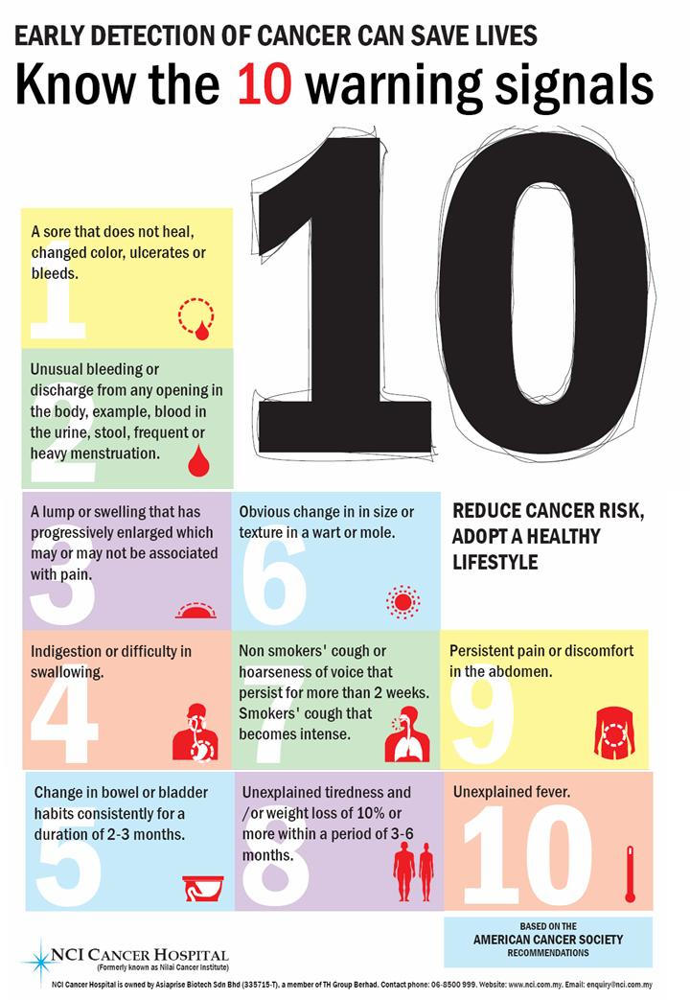 EARLY DETECTION OF CANCER CAN SAVE LIVES
Know the 10 warning signals
10
1
A sore that does not heal,
changed color, ulcerates or
bleeds.
2
Unusual bleeding or
discharge from any opening in
the body, example, blood in
the urine, stool, frequent or
heavy menstruation.
3
A lump or swelling that has
progressively enlarged which
may or may not be associated
with pain.
4
Indigestion or difficulty in
swallowing.
5
Change in bowel or bladder
habits consistently for a
duration of 2-3 months.
6
Obvious change in in size or
texture in a wart or mole.
7
Non smokers' cough or
hoarseness of voice that
persist for more than 2 weeks.
Smokers' cough that
becomes intense.
8
Unexplained tiredness and
/or weight loss of 10% or
more within a period of 3-6
months.
REDUCE CANCER RISK,
ADOPT A HEALTHY
LIFESTYLE
9
Persistent pain or discomfort
in the abdomen.
10
Unexplained fever.
BASED ON THE
AMERICAN CANCER SOCIETY
RECOMMENDATIONS
NCI CANCER HOSPITAL
(Formerly known as Nilai Cancer Institute)
NCI Cancer Hospital is owned by Asiaprise Biotech Sdn Bhd (335715-T), a member of TH Group Berhad. Contact phone: 06-8500 999. Website: www.nci.com.my. Email: enquiry@nci.com.my